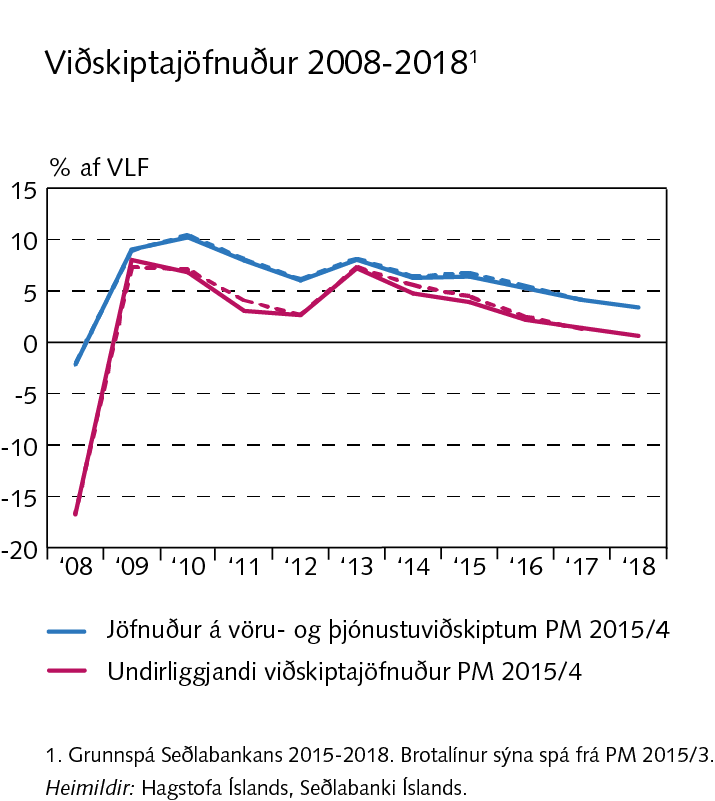 Viðskiptajöfnuður 2008-2018¹
% af VLF
15
10
5
0
-5
-10
-15
-20
‘08 ‘09 ‘10 ‘11 ‘12 ‘13 ‘14 ‘15 ‘16 ‘17 ‘18
Jöfnuður á vöru- og þjónustuviðskiptum PM 2015/4
Undirliggjandi viðskiptajöfnuður PM 2015/4
1. Grunnspá Seðlabankans 2015-2018. Brotalínur sýna spá frá PM 2015/3.
Heimildir: Hagstofa Íslands, Seðlabanki Íslands.